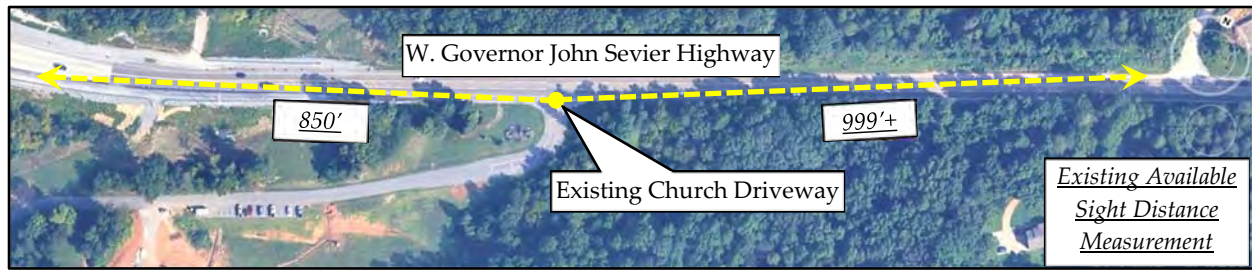 N
W. Governor John Sevier Highway
850'
999'+
Existing Church Driveway
Existing Available
Sight Distance
Measurement